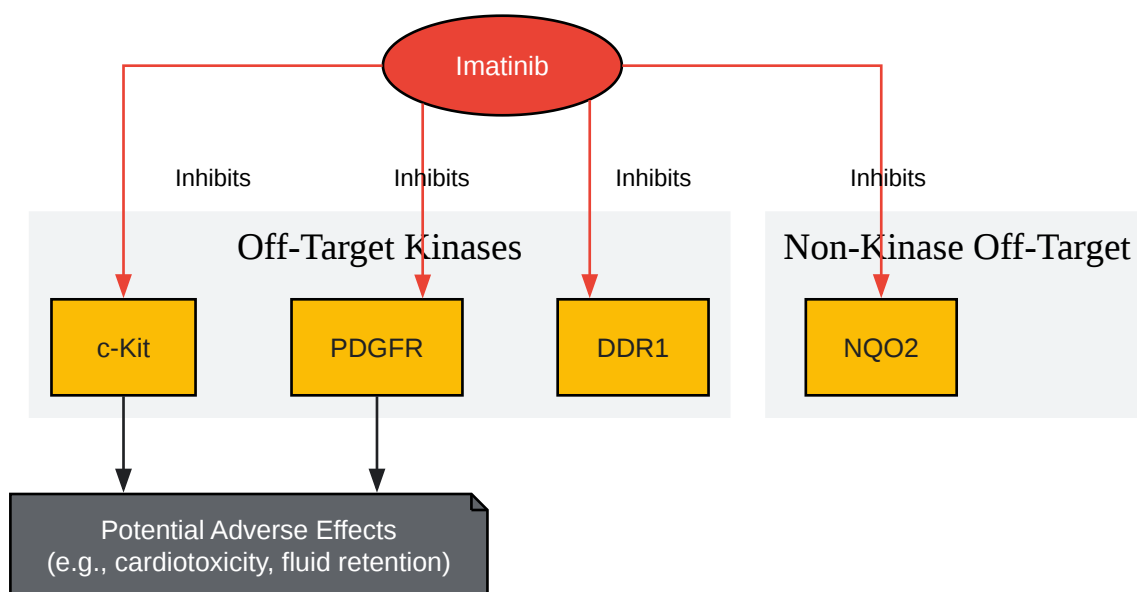 Imatinib
Inhibits
Inhibits
Inhibits
Inhibits
Off-Target Kinases
Non-Kinase Off-Target
c-Kit
PDGFR
DDR1
NQO2
Potential Adverse Effects
(e.g., cardiotoxicity, fluid retention)